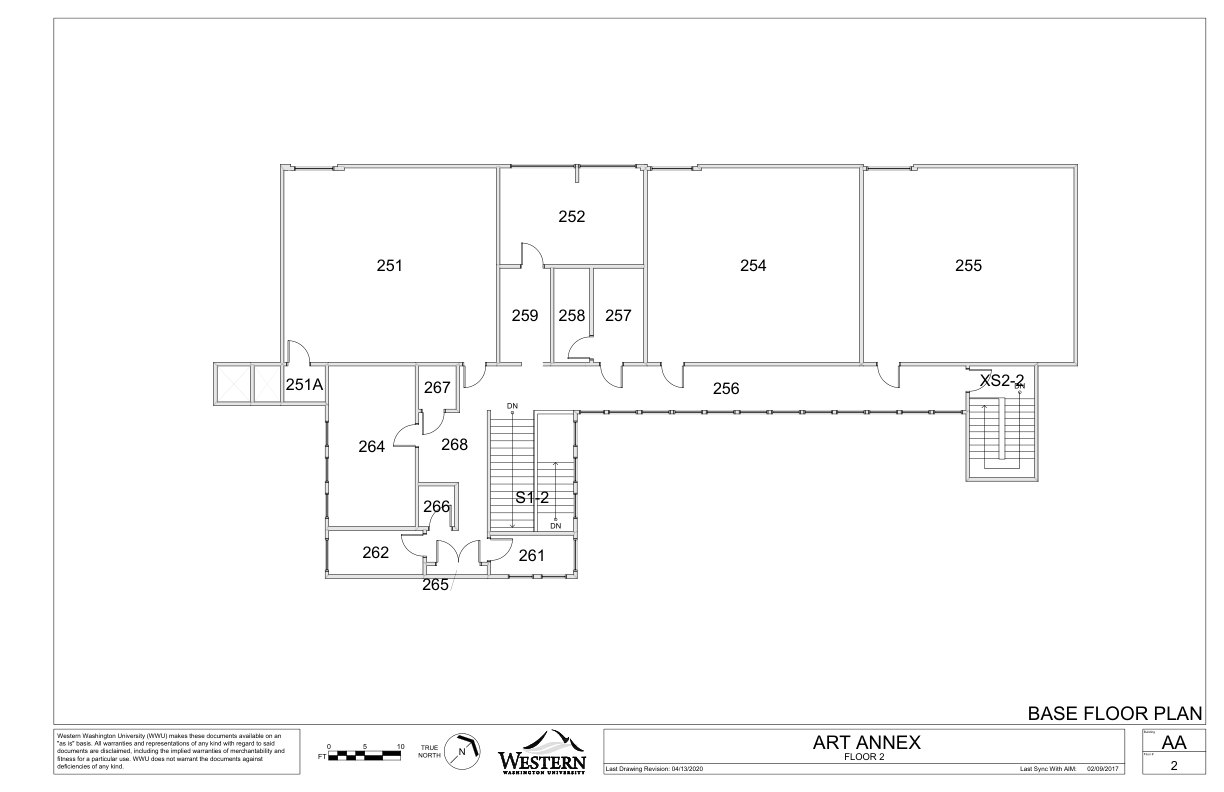 252
251
254
255
259
258
257
251A
267
256
XS2-2
DN
DN
264
268
266
S1-2
DN
262
261
265
BASE FLOOR PLAN
Western Washington University (WWU) makes these documents available on an
"as is" basis. All warranties and representations of any kind with regard to said
documents are disclaimed, including the implied warranties of merchantability and
fitness for a particular use. WWU does not warrant the documents against
deficiencies of any kind.
FT
0 5 10
TRUE
NORTH
N
WESTERN
WASHINGTON UNIVERSITY
ART ANNEX
FLOOR 2
Last Drawing Revision: 04/13/2020
Last Sync With AIM: 02/09/2017
Building
AA
2